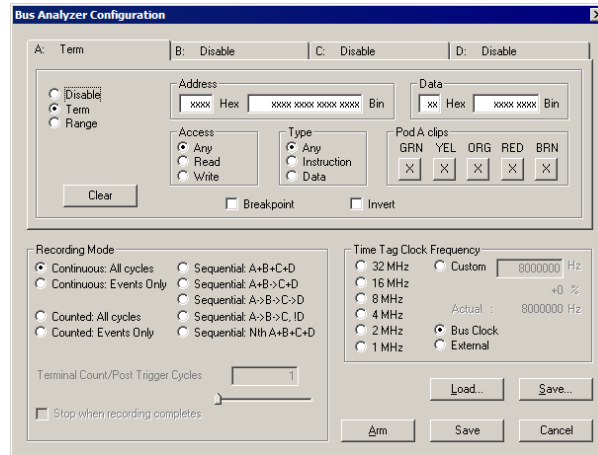 Bus Analyzer Configuration
A: Term
B: Disable
C: Disable
D: Disable
Disable
Term
Range
Clear
Address
xxxx Hex xxxx xxxx xxxx xxxx Bin
Data
xx Hex xxxx xxxx Bin
Access
Any
Read
Write
Type
Any
Instruction
Data
Pod A clips
GRN YEL ORG RED BRN
X X X X X
Breakpoint
Invert
Recording Mode
Continuous: All cycles
Continuous: Events Only
Counted: All cycles
Counted: Events Only
Sequential: A+B+C+D
Sequential: A+B->C+D
Sequential: A->B->C->D
Sequential: A->B->C, !D
Sequential: Nth A+B+C+D
Terminal Count/Post Trigger Cycles 1
Stop when recording completes
Time Tag Clock Frequency
32 MHz
16 MHz
8 MHz
4 MHz
2 MHz
1 MHz
Custom 8000000 Hz
+0 %
Actual : 8000000 Hz
Bus Clock
External
Load...
Save...
Arm
Save
Cancel